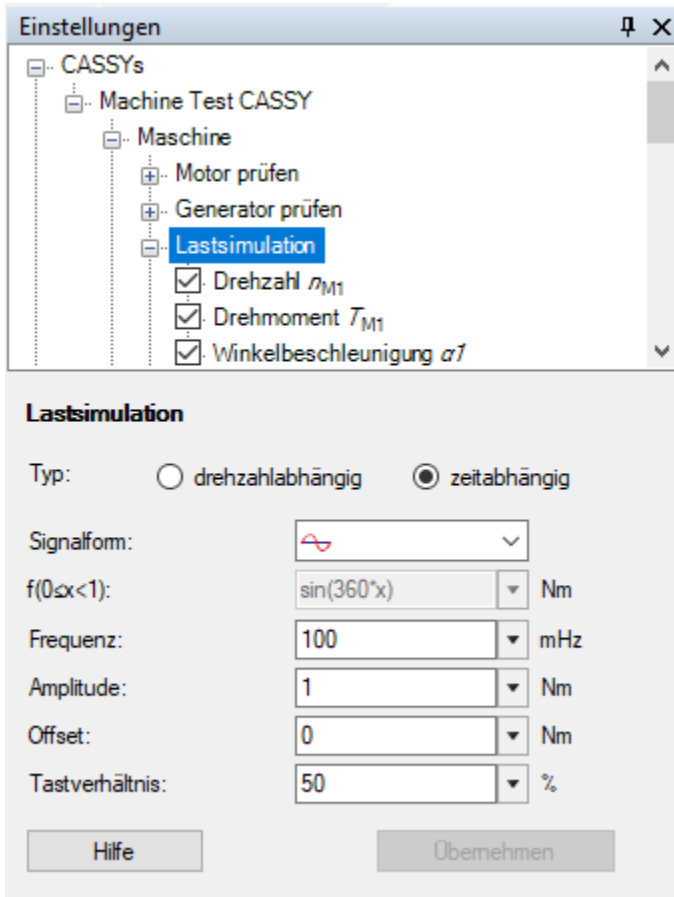 Einstellungen
CASSYs
Machine Test CASSY
Maschine
Motor prüfen
Generator prüfen
Lastsimulation
Drehzahl nM1
Drehmoment TM1
Winkelbeschleunigung α1
Lastsimulation
Typ: drehzahlabhängig zeitabhängig
Signalform:
f(0≤x<1): sin(360*x) Nm
Frequenz: 100 mHz
Amplitude: 1 Nm
Offset: 0 Nm
Tastverhältnis: 50 %
Hilfe Übernehmen